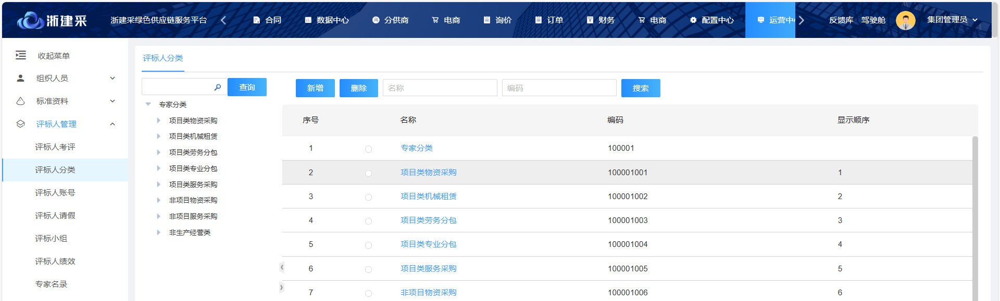 浙建采 浙建采绿色供应链服务平台 合同 数据中心 分供商 电商 询价 订单 财务 电商 配置中心 运营中 反馈库 驾驶舱 集团管理员
收起菜单
组织人员
标准资料
评标人管理
评标人考评
评标人分类
评标人账号
评标人请假
评标小组
评标人绩效
专家名录
评标人分类
查询
专家分类
项目类物资采购
项目类机械租赁
项目类劳务分包
项目类专业分包
项目类服务采购
非项目物资采购
非项目服务采购
非生产经营类
新增 删除 名称 编码 搜索
序号 名称 编码 显示顺序
1 专家分类 100001
2 项目类物资采购 100001001 1
3 项目类机械租赁 100001002 2
4 项目类劳务分包 100001003 3
5 项目类专业分包 100001004 4
6 项目类服务采购 100001005 5
7 非项目物资采购 100001006 6